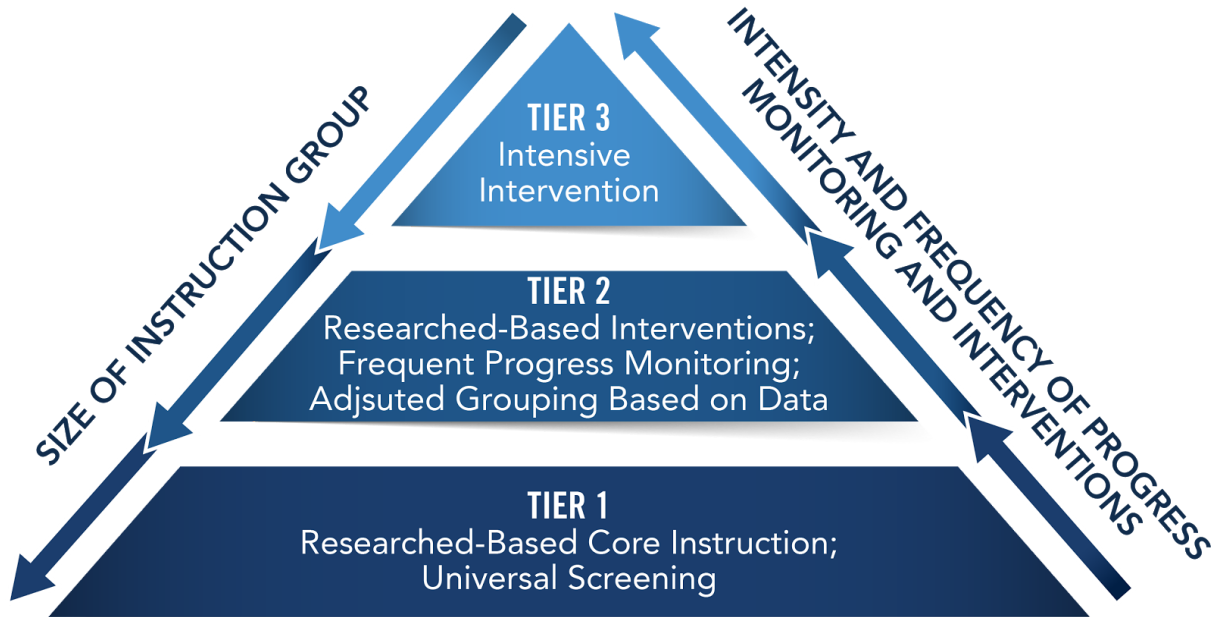 SIZE OF INSTRUCTION GROUP
INTENSITY AND FREQUENCY OF PROGRESS
MONITORING AND INTERVENTIONS
TIER 3
Intensive
Intervention
TIER 2
Researched-Based Interventions;
Frequent Progress Monitoring;
Adjsuted Grouping Based on Data
TIER 1
Researched-Based Core Instruction;
Universal Screening